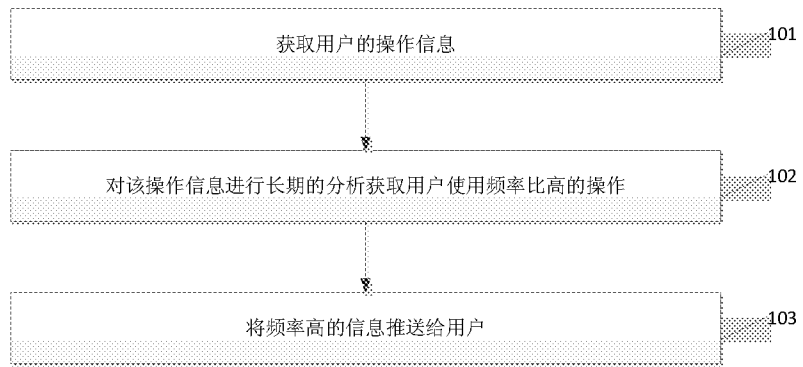 获取用户的操作信息
101
对该操作信息进行长期的分析获取用户使用频率比高的操作
102
将频率高的信息推送给用户
103